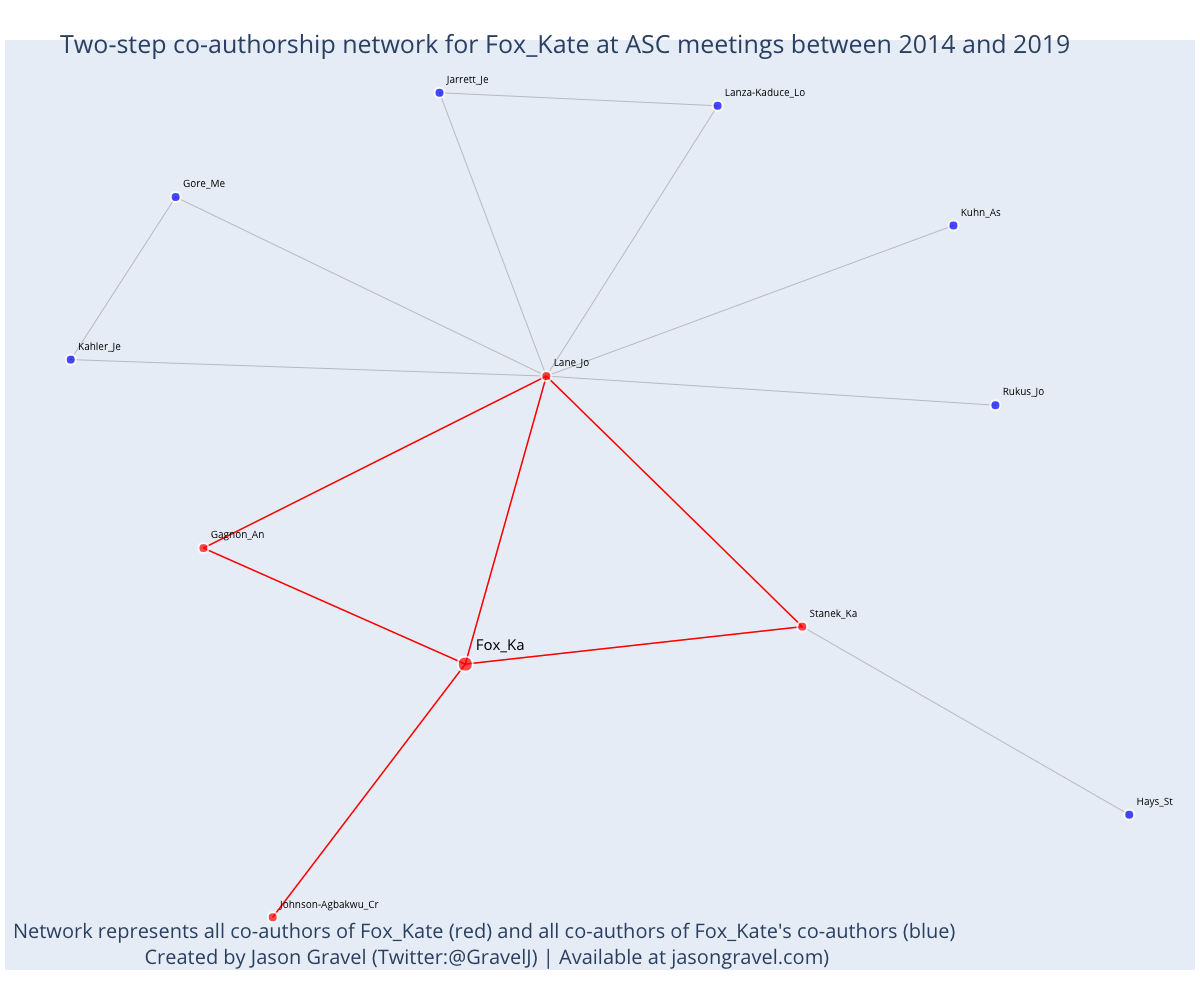 Two-step co-authorship network for Fox_Kate at ASC meetings between 2014 and 2019
Jarrett_Je
Lanza-Kaduce_Lo
Gore_Me
Kuhn_As
Kahler_Je
Lane_Jo
Rukus_Jo
Gagnon_An
Stanek_Ka
Fox_Ka
Hays_St
Johnson-Agbakwu_Cr
Network represents all co-authors of Fox_Kate (red) and all co-authors of Fox_Kate's co-authors (blue)
Created by Jason Gravel (Twitter:@GravelJ) | Available at jasongravel.com)